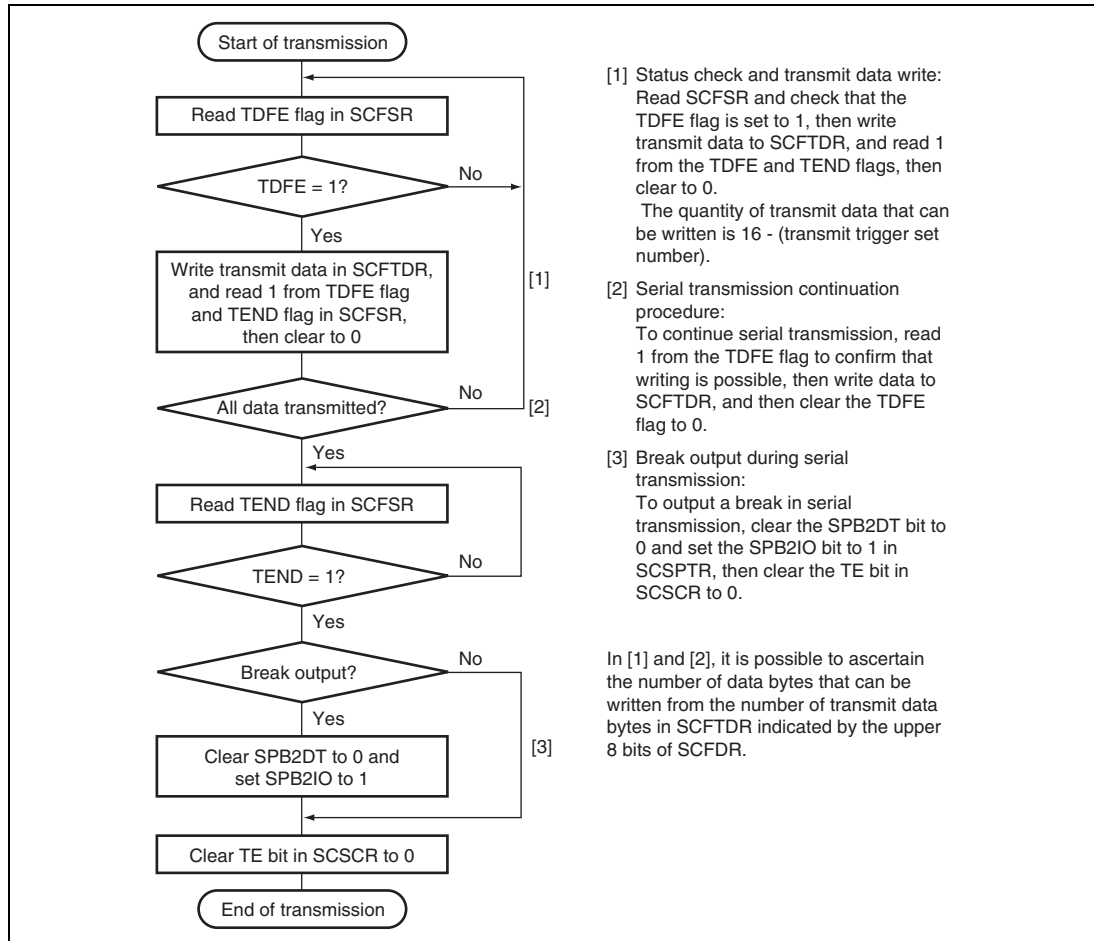 Start of transmission
Read TDFE flag in SCFSR
TDFE = 1?
No
Yes
Write transmit data in SCFTDR,
and read 1 from TDFE flag
and TEND flag in SCFSR,
then clear to 0
[1]
All data transmitted?
No
[2]
Yes
Read TEND flag in SCFSR
TEND = 1?
No
Yes
Break output?
No
Yes
Clear SPB2DT to 0 and
set SPB2IO to 1
[3]
Clear TE bit in SCSCR to 0
End of transmission
[1] Status check and transmit data write:
Read SCFSR and check that the
TDFE flag is set to 1, then write
transmit data to SCFTDR, and read 1
from the TDFE and TEND flags, then
clear to 0.
The quantity of transmit data that can
be written is 16 - (transmit trigger set
number).
[2] Serial transmission continuation
procedure:
To continue serial transmission, read
1 from the TDFE flag to confirm that
writing is possible, then write data to
SCFTDR, and then clear the TDFE
flag to 0.
[3] Break output during serial
transmission:
To output a break in serial
transmission, clear the SPB2DT bit to
0 and set the SPB2IO bit to 1 in
SCSPTR, then clear the TE bit in
SCSCR to 0.
In [1] and [2], it is possible to ascertain
the number of data bytes that can be
written from the number of transmit data
bytes in SCFTDR indicated by the upper
8 bits of SCFDR.